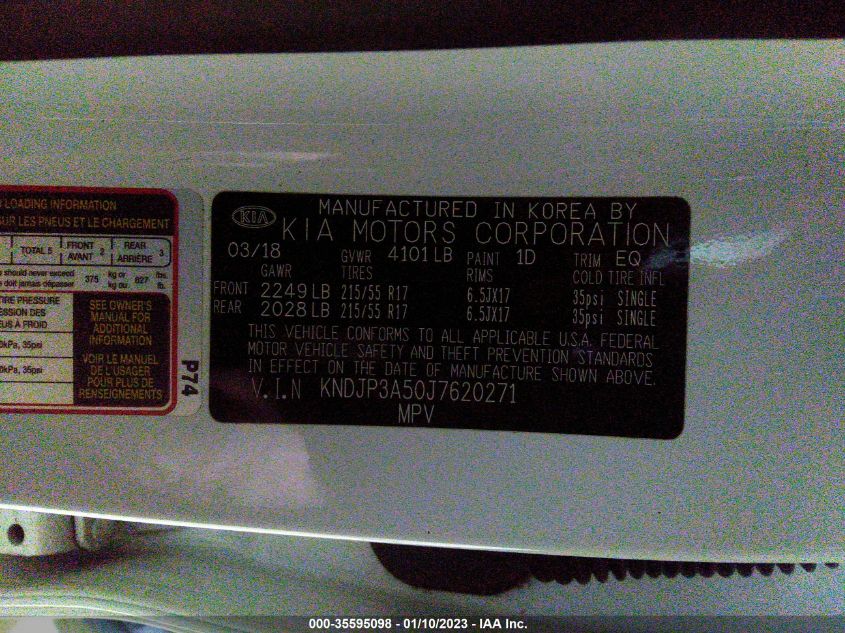 LOADING INFORMATION
SUR LES PNEUS ET LE CHARGEMENT
TOTAL 5 FRONT AVANT 2 REAR ARRIÈRE 3
should never exceed 375 kg or 827 lbs.
doit jamais dépasser kg ou lb.
TIRE PRESSURE
SSION DES
US À FROID
kPa, 35psi
kPa, 35psi
SEE OWNER'S
MANUAL FOR
ADDITIONAL
INFORMATION
VOIR LE MANUEL
DE L'USAGER
POUR PLUS DE
RENSEIGNEMENTS
P74
KIA
MANUFACTURED IN KOREA BY
KIA MOTORS CORPORATION
03/18 GVWR 4101 LB PAINT 1D TRIM EQ
GAWR TIRES RIMS COLD TIRE INFL
FRONT 2249 LB 215/55 R17 6.5JX17 35psi SINGLE
REAR 2028 LB 215/55 R17 6.5JX17 35psi SINGLE
THIS VEHICLE CONFORMS TO ALL APPLICABLE U.S.A. FEDERAL
MOTOR VEHICLE SAFETY AND THEFT PREVENTION STANDARDS
IN EFFECT ON THE DATE OF MANUFACTURE SHOWN ABOVE.
V.I.N KNDJP3A50J7620271
MPV
000-35595098 - 01/10/2023 - IAA Inc.